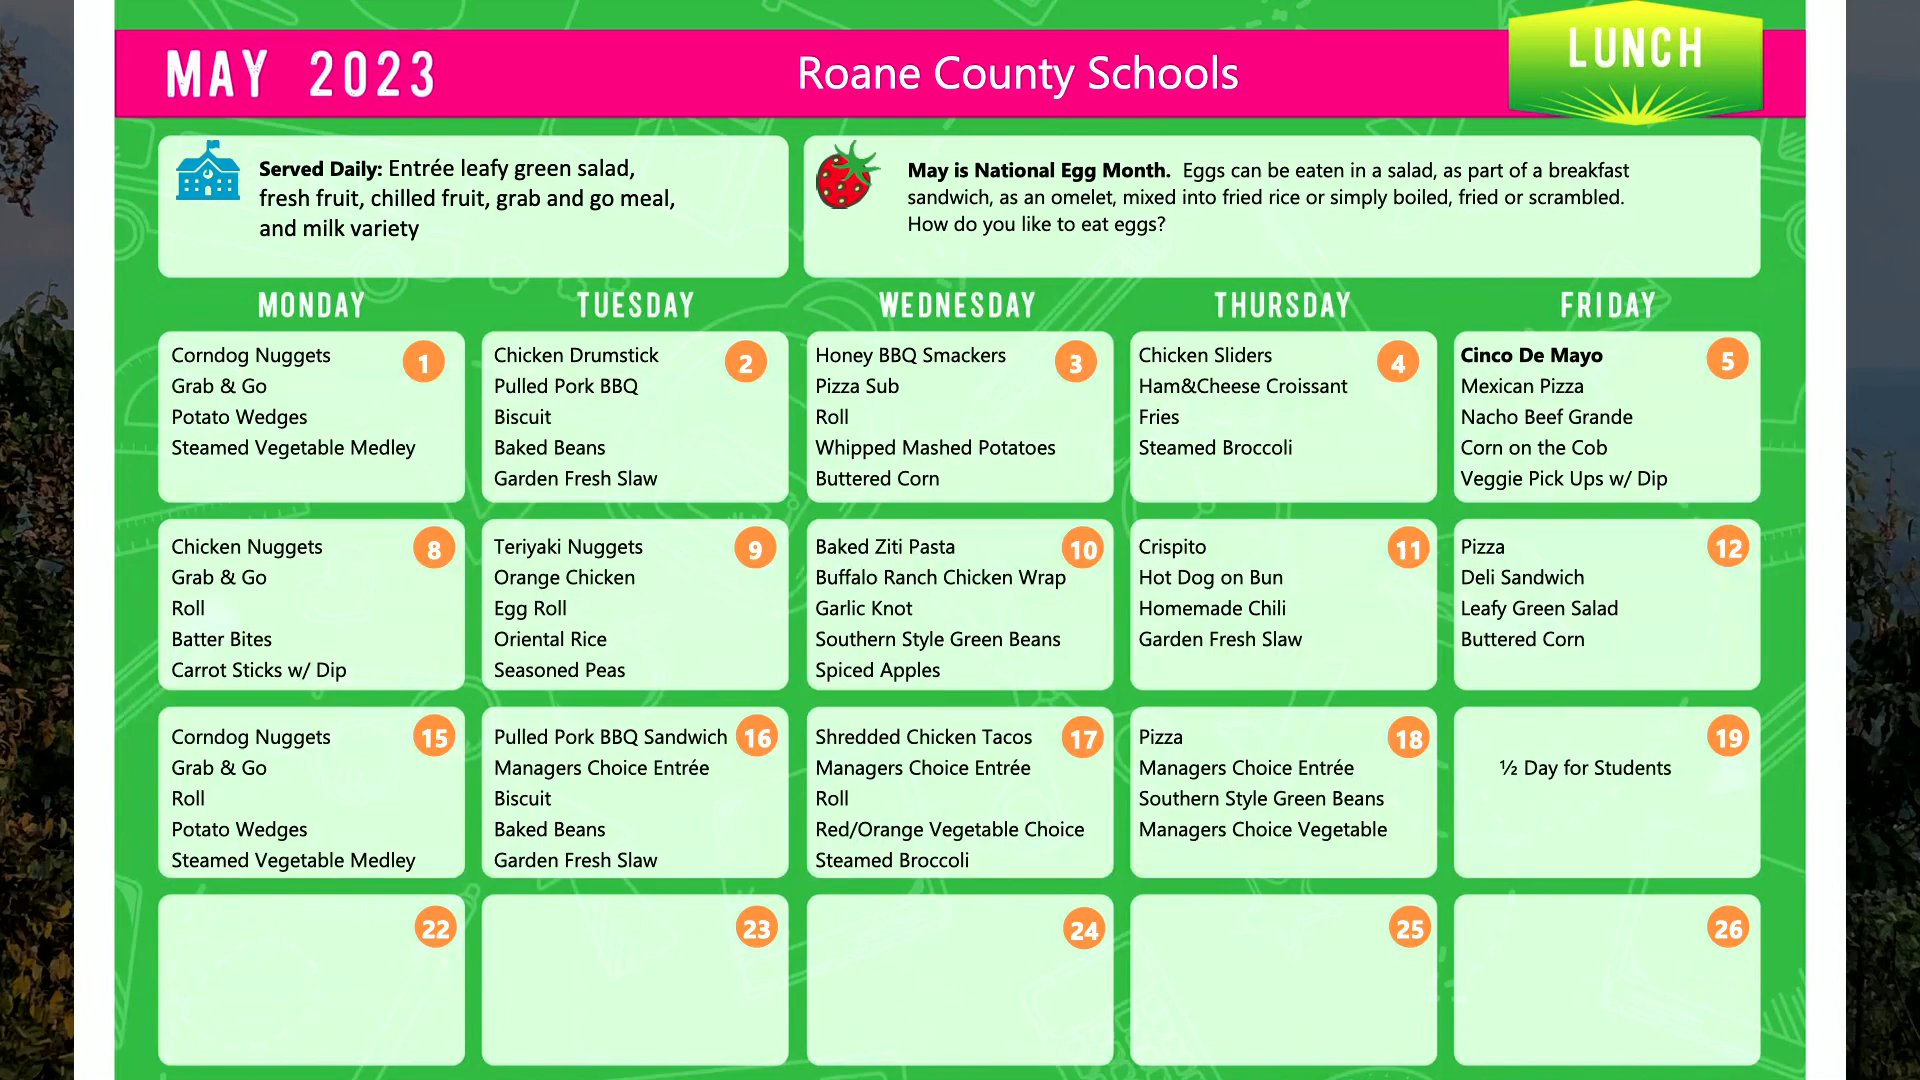 MAY 2023
Roane County Schools
LUNCH
Served Daily: Entrée leafy green salad,
fresh fruit, chilled fruit, grab and go meal,
and milk variety
May is National Egg Month. Eggs can be eaten in a salad, as part of a breakfast
sandwich, as an omelet, mixed into fried rice or simply boiled, fried or scrambled.
How do you like to eat eggs?
MONDAY
TUESDAY
WEDNESDAY
THURSDAY
FRIDAY
1
Corndog Nuggets
Grab & Go
Potato Wedges
Steamed Vegetable Medley
2
Chicken Drumstick
Pulled Pork BBQ
Biscuit
Baked Beans
Garden Fresh Slaw
3
Honey BBQ Smackers
Pizza Sub
Roll
Whipped Mashed Potatoes
Buttered Corn
4
Chicken Sliders
Ham&Cheese Croissant
Fries
Steamed Broccoli
5
Cinco De Mayo
Mexican Pizza
Nacho Beef Grande
Corn on the Cob
Veggie Pick Ups w/ Dip
8
Chicken Nuggets
Grab & Go
Roll
Batter Bites
Carrot Sticks w/ Dip
9
Teriyaki Nuggets
Orange Chicken
Egg Roll
Oriental Rice
Seasoned Peas
10
Baked Ziti Pasta
Buffalo Ranch Chicken Wrap
Garlic Knot
Southern Style Green Beans
Spiced Apples
11
Crispito
Hot Dog on Bun
Homemade Chili
Garden Fresh Slaw
12
Pizza
Deli Sandwich
Leafy Green Salad
Buttered Corn
15
Corndog Nuggets
Grab & Go
Roll
Potato Wedges
Steamed Vegetable Medley
16
Pulled Pork BBQ Sandwich
Managers Choice Entrée
Biscuit
Baked Beans
Garden Fresh Slaw
17
Shredded Chicken Tacos
Managers Choice Entrée
Roll
Red/Orange Vegetable Choice
Steamed Broccoli
18
Pizza
Managers Choice Entrée
Southern Style Green Beans
Managers Choice Vegetable
19
½ Day for Students
22
23
24
25
26